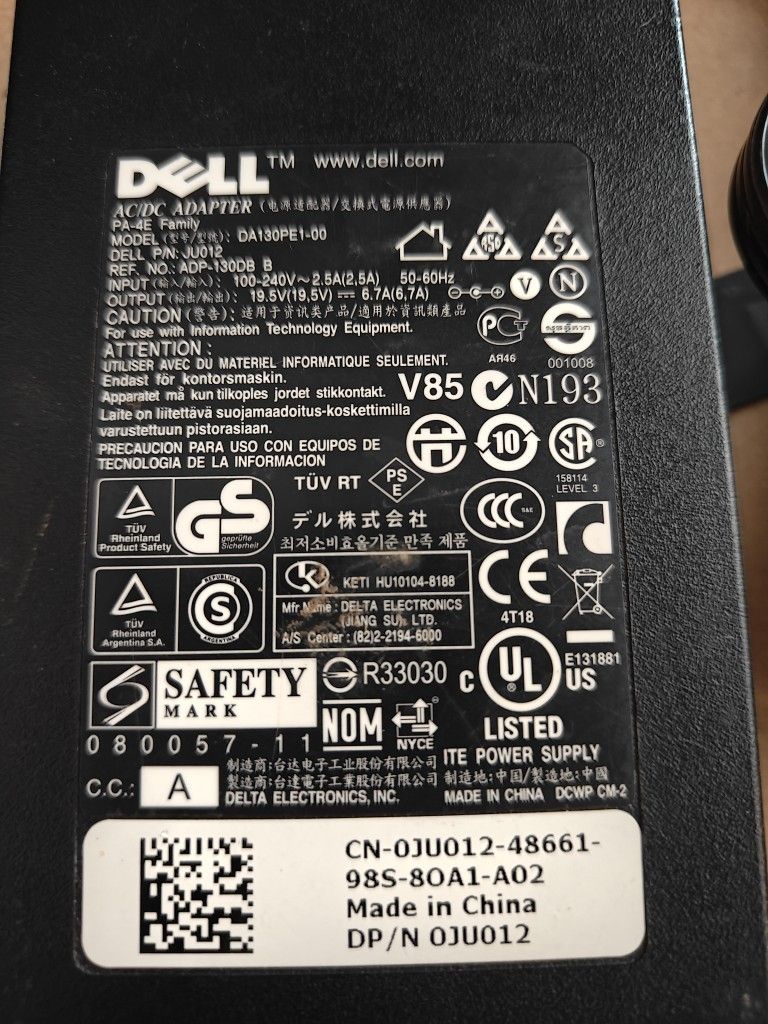 DELL™ www.dell.com
AC/DC ADAPTER (电源适配器/交換式電源供應器)
PA-4E Family
MODEL (型号/型號): DA130PE1-00
DELL P/N: JU012
REF. NO.: ADP-130DB B
INPUT (输入/輸入): 100-240V~2.5A(2,5A) 50-60Hz
OUTPUT (输出/輸出): 19.5V(19,5V) ⎓ 6.7A(6,7A)
V N
CAUTION (警告): 适用于资讯类产品/適用於資訊類產品
For use with Information Technology Equipment.
AR46
001008
ATTENTION :
UTILISER AVEC DU MATERIEL INFORMATIQUE SEULEMENT.
Endast för kontorsmaskin.
Apparatet må kun tilkoples jordet stikkontakt.
V85 N193
Laite on liitettävä suojamaadoitus-koskettimilla
varustettuun pistorasiaan.
10
SA®
PRECAUCION PARA USO CON EQUIPOS DE
TECNOLOGIA DE LA INFORMACION
158114
LEVEL 3
TÜV RT
PS
E
CCC S&E
TÜV
Rheinland
Product Safety
GS
geprüfte
Sicherheit
デル株式会社
최저소비효율기준 만족 제품
K KETI HU10104-8188
CE
Mfr.Name : DELTA ELECTRONICS
(JIANG SU). LTD.
A/S Center : (82)2-2194-6000
4T18
TÜV
Rheinland
Argentina S.A.
REPUBLICA
S
ARGENTINA
SAFETY
MARK
R33030
C UL® US
E131881
LISTED
NOM
NYCE
080057-11
ITE POWER SUPPLY
制造商:台达电子工业股份有限公司 制造地:中国/製造地:中國
製造商:台達電子工業股份有限公司
C.C.: A
DELTA ELECTRONICS, INC.
MADE IN CHINA DCWP CM-2
CN-0JU012-48661-
98S-80A1-A02
Made in China
DP/N 0JU012